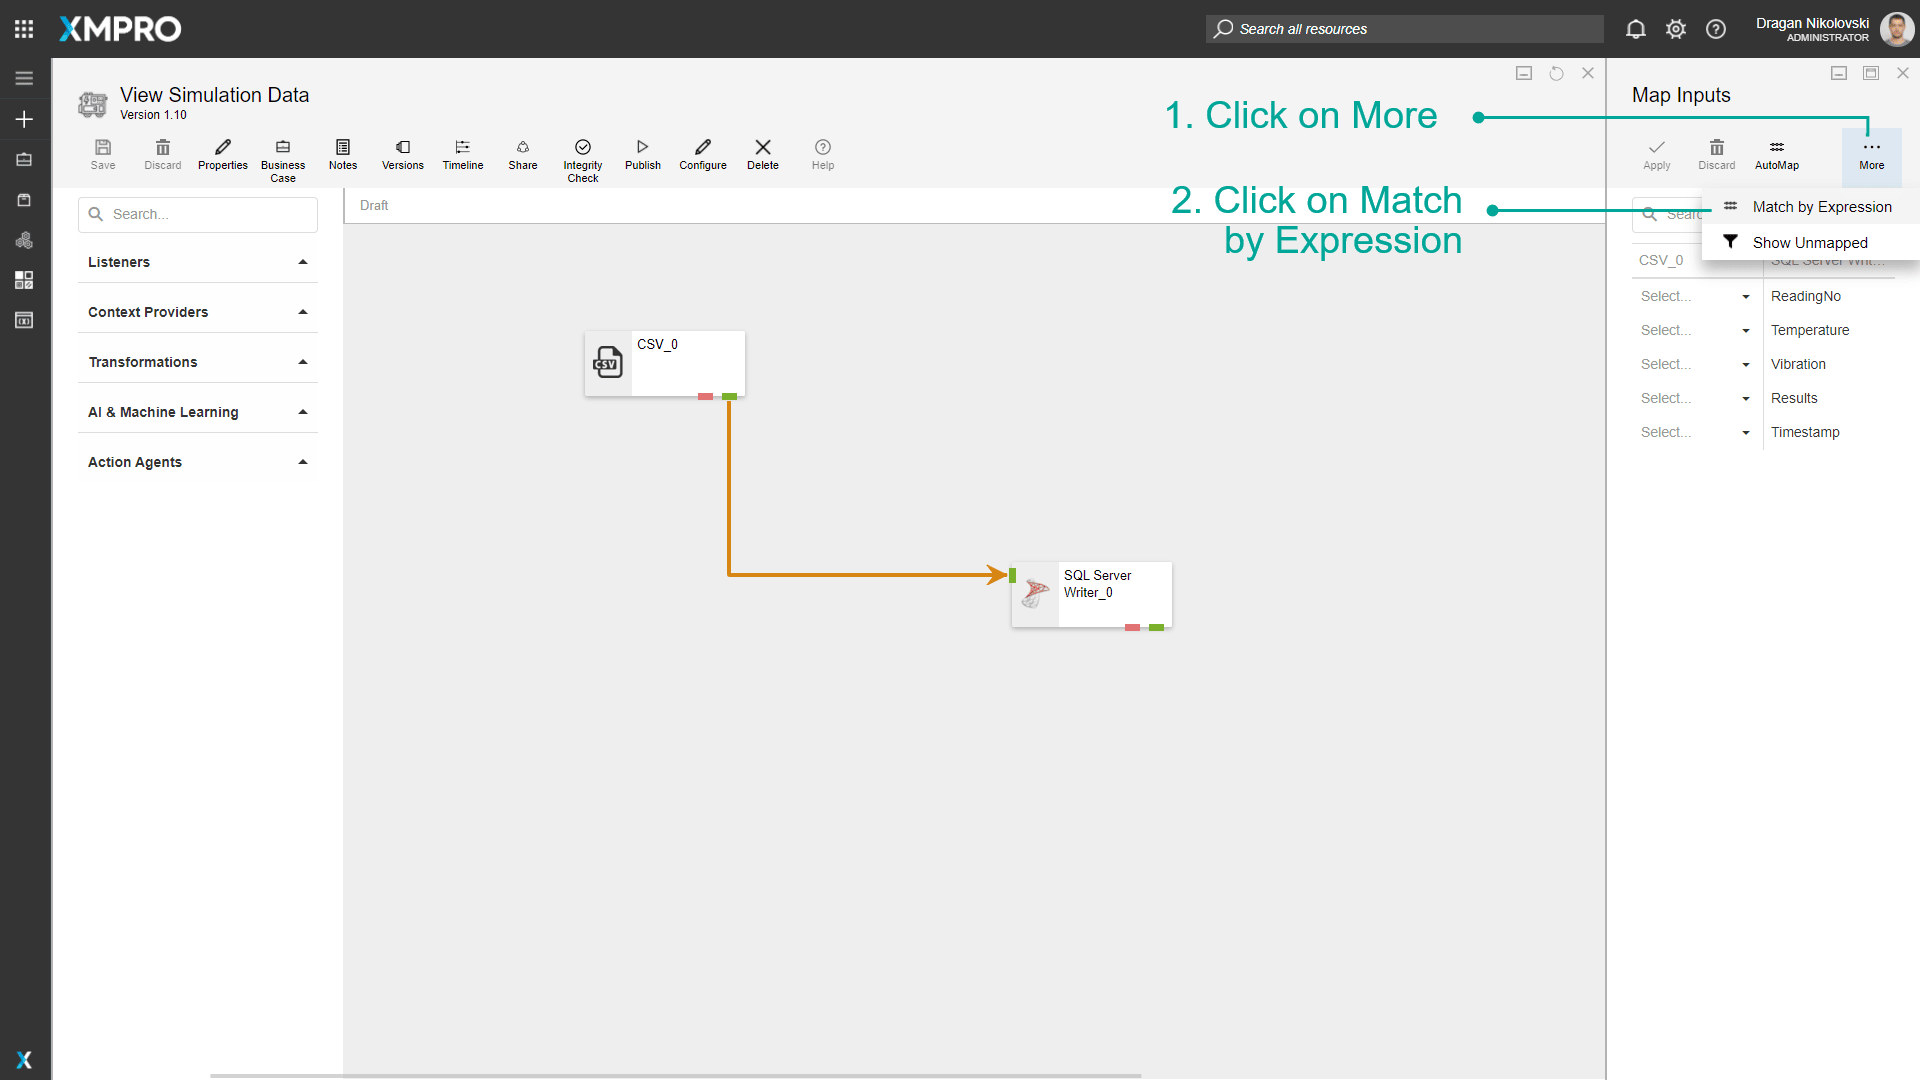 XMPRO
Search all resources
Dragan Nikolovski
ADMINISTRATOR
View Simulation Data
Version 1.10
Save
Discard
Properties
Business
Case
Notes
Versions
Timeline
Share
Integrity
Check
Publish
Configure
Delete
Help
1. Click on More
2. Click on Match
by Expression
Map Inputs
Apply
Discard
AutoMap
More
Match by Expression
Show Unmapped
Search...
Draft
Listeners
Context Providers
Transformations
AI & Machine Learning
Action Agents
CSV
CSV_0
SQL Server
Writer_0
Searc
CSV_0
SQL Server Writ...
Select...
ReadingNo
Select...
Temperature
Select...
Vibration
Select...
Results
Select...
Timestamp